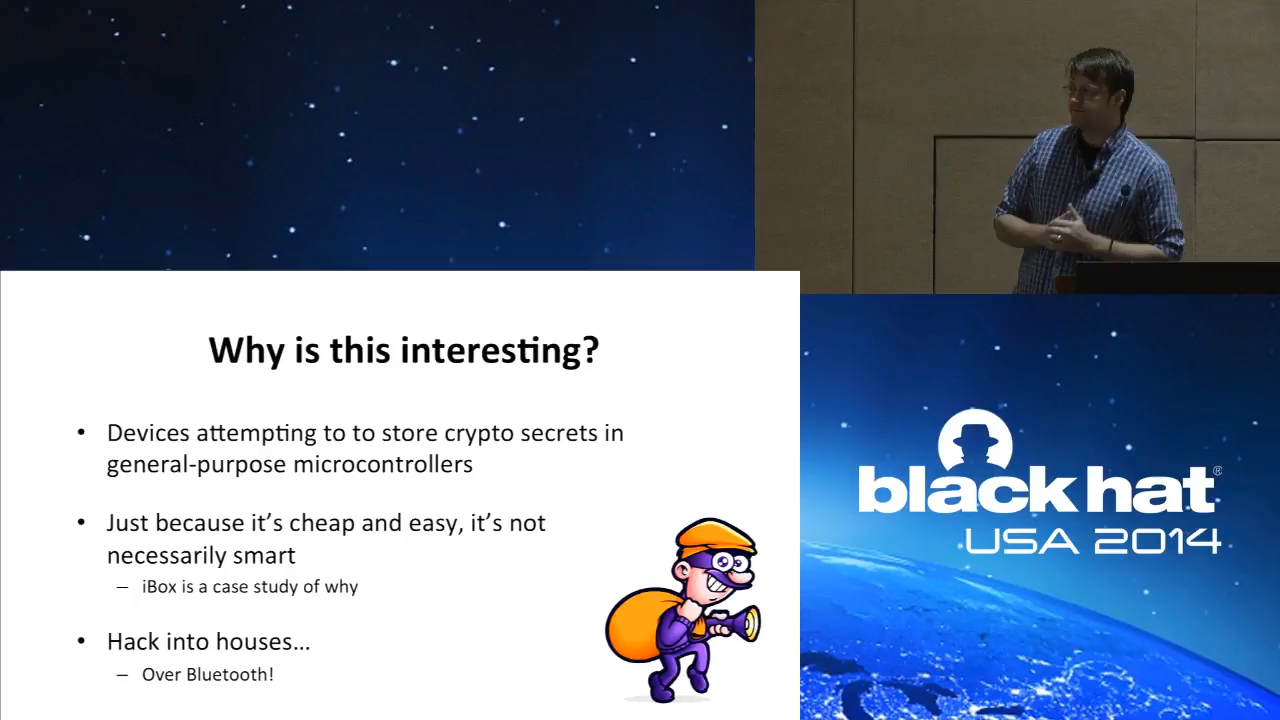 Why is this interesting?
• Devices attempting to to store crypto secrets in
general-purpose microcontrollers
• Just because it's cheap and easy, it's not
necessarily smart
– iBox is a case study of why
• Hack into houses...
– Over Bluetooth!
black hat®
USA 2014